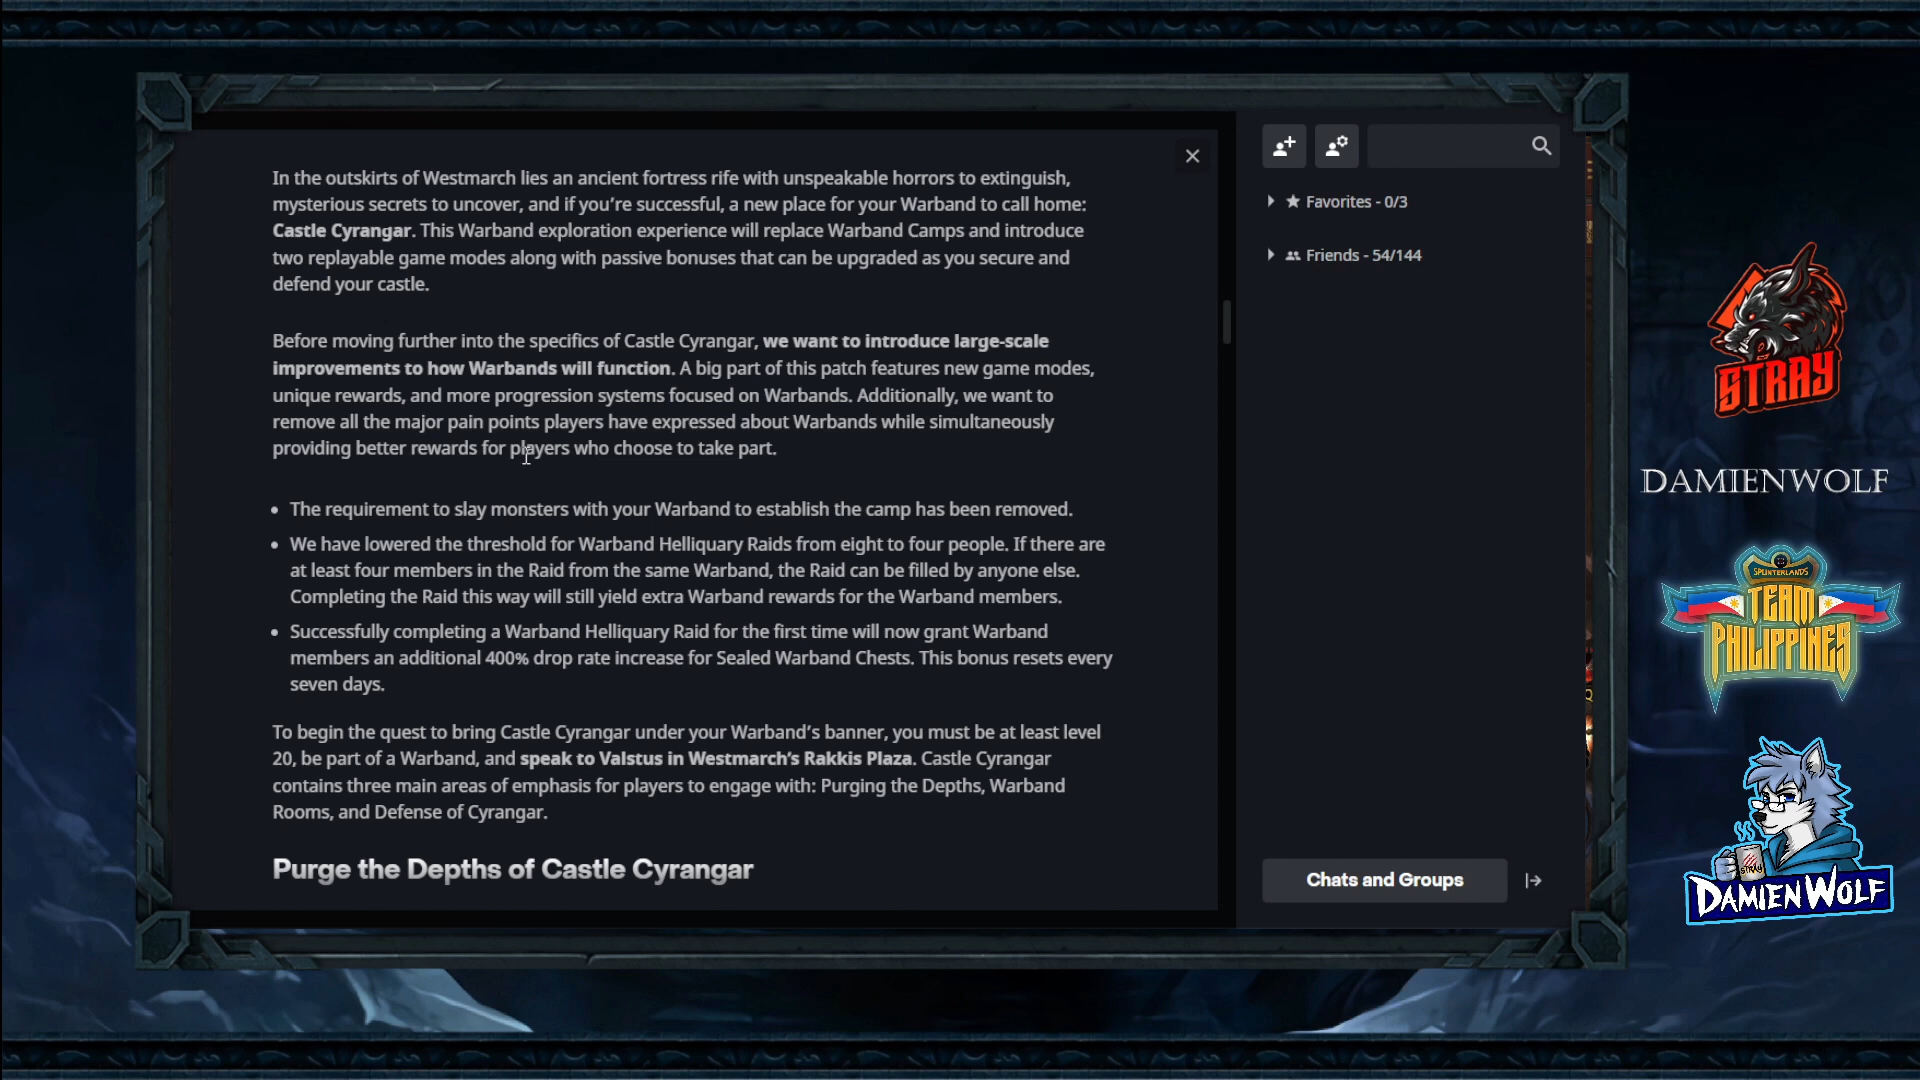 In the outskirts of Westmarch lies an ancient fortress rife with unspeakable horrors to extinguish,
mysterious secrets to uncover, and if you’re successful, a new place for your Warband to call home:
Castle Cyrangar. This Warband exploration experience will replace Warband Camps and introduce
two replayable game modes along with passive bonuses that can be upgraded as you secure and
defend your castle.
Before moving further into the specifics of Castle Cyrangar, we want to introduce large-scale
improvements to how Warbands will function. A big part of this patch features new game modes,
unique rewards, and more progression systems focused on Warbands. Additionally, we want to
remove all the major pain points players have expressed about Warbands while simultaneously
providing better rewards for players who choose to take part.
• The requirement to slay monsters with your Warband to establish the camp has been removed.
• We have lowered the threshold for Warband Helliquary Raids from eight to four people. If there are
at least four members in the Raid from the same Warband, the Raid can be filled by anyone else.
Completing the Raid this way will still yield extra Warband rewards for the Warband members.
• Successfully completing a Warband Helliquary Raid for the first time will now grant Warband
members an additional 400% drop rate increase for Sealed Warband Chests. This bonus resets every
seven days.
To begin the quest to bring Castle Cyrangar under your Warband’s banner, you must be at least level
20, be part of a Warband, and speak to Valstus in Westmarch’s Rakkis Plaza. Castle Cyrangar
contains three main areas of emphasis for players to engage with: Purging the Depths, Warband
Rooms, and Defense of Cyrangar.
Purge the Depths of Castle Cyrangar
Favorites - 0/3
Friends - 54/144
Chats and Groups
STRAY
DAMIENWOLF
SPLINTERLANDS
TEAM
PHILIPPINES
STRAY
DAMIENWOLF